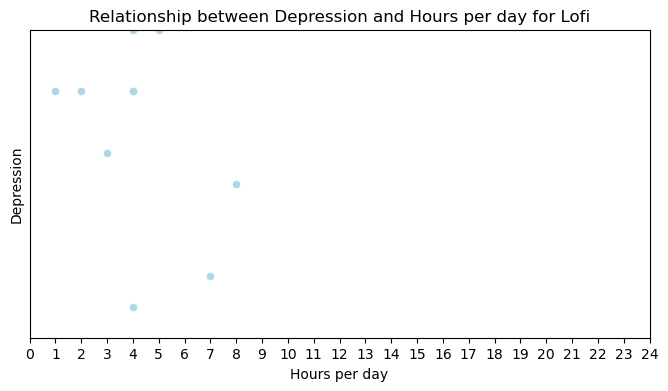 Relationship between Depression and Hours per day for Lofi
Depression
0 1 2 3 4 5 6 7 8 9 10 11 12 13 14 15 16 17 18 19 20 21 22 23 24
Hours per day